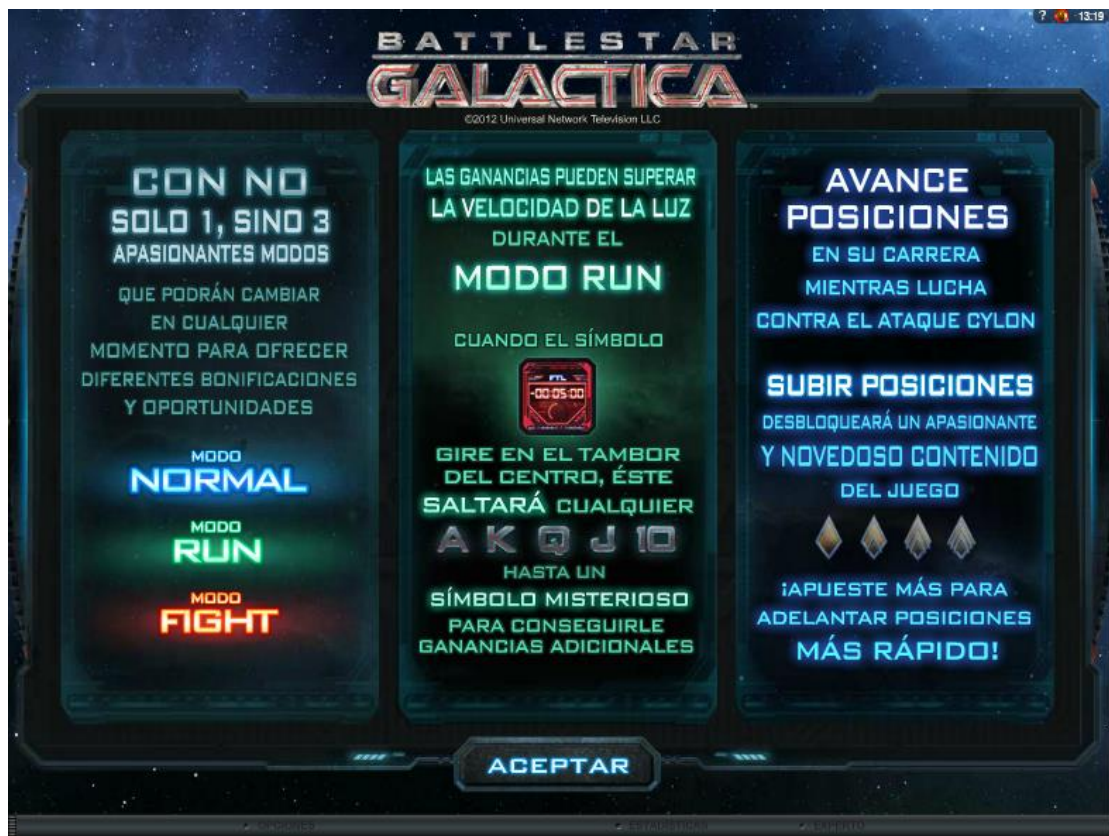 ? 13:19
BATTLESTAR
GALACTICA™
©2012 Universal Network Television LLC
CON NO
SOLO 1, SINO 3
APASIONANTES MODOS
QUE PODRÁN CAMBIAR
EN CUALQUIER
MOMENTO PARA OFRECER
DIFERENTES BONIFICACIONES
Y OPORTUNIDADES
MODO
NORMAL
MODO
RUN
MODO
FIGHT
LAS GANANCIAS PUEDEN SUPERAR
LA VELOCIDAD DE LA LUZ
DURANTE EL
MODO RUN
CUANDO EL SÍMBOLO
FTL
-00:05:00
GIRE EN EL TAMBOR
DEL CENTRO, ÉSTE
SALTARÁ CUALQUIER
A K Q J 10
HASTA UN
SÍMBOLO MISTERIOSO
PARA CONSEGUIRLE
GANANCIAS ADICIONALES
AVANCE
POSICIONES
EN SU CARRERA
MIENTRAS LUCHA
CONTRA EL ATAQUE CYLON
SUBIR POSICIONES
DESBLOQUEARÁ UN APASIONANTE
Y NOVEDOSO CONTENIDO
DEL JUEGO
¡APUESTE MÁS PARA
ADELANTAR POSICIONES
MÁS RÁPIDO!
ACEPTAR
OPCIONES ESTADÍSTICAS EXPERTO